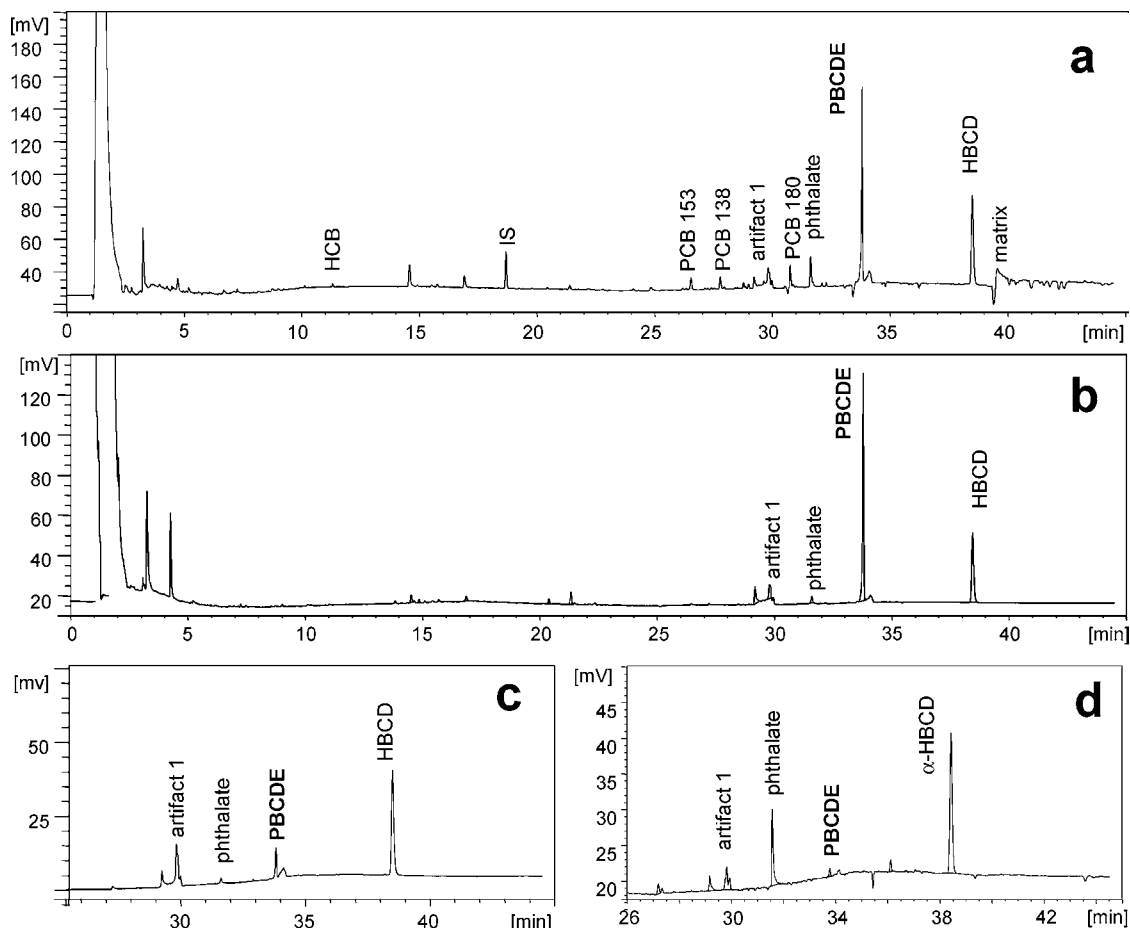 [mV]
a
180
160
140
120
100
80
60
40
HCB
IS
PCB 153
PCB 138
artifact 1
PCB 180
phthalate
PBCDE
HBCD
matrix
0 5 10 15 20 25 30 35 40 [min]
[mV]
b
120
100
80
60
40
20
artifact 1
phthalate
PBCDE
HBCD
0 5 10 15 20 25 30 35 40 [min]
[mv]
c
50
25
artifact 1
phthalate
PBCDE
HBCD
30 40 [min]
[mV]
d
45
40
35
30
25
20
artifact 1
phthalate
PBCDE
α-HBCD
26 30 34 38 42 [min]